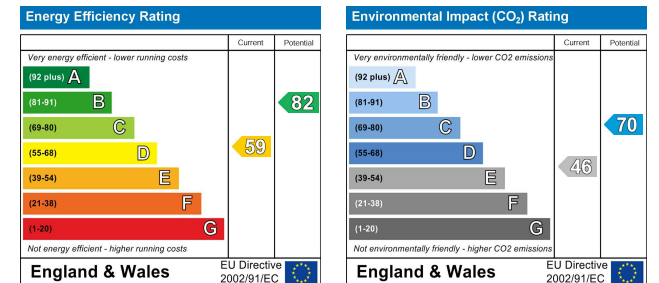 Energy Efficiency Rating
Current Potential
Very energy efficient - lower running costs
(92 plus) A
(81-91) B
82
(69-80) C
59
(55-68) D
(39-54) E
(21-38) F
(1-20) G
Not energy efficient - higher running costs
England & Wales
EU Directive
2002/91/EC
Environmental Impact (CO₂) Rating
Current Potential
Very environmentally friendly - lower CO2 emissions
(92 plus) A
(81-91) B
(69-80) C
70
(55-68) D
46
(39-54) E
(21-38) F
(1-20) G
Not environmentally friendly - higher CO2 emissions
England & Wales
EU Directive
2002/91/EC